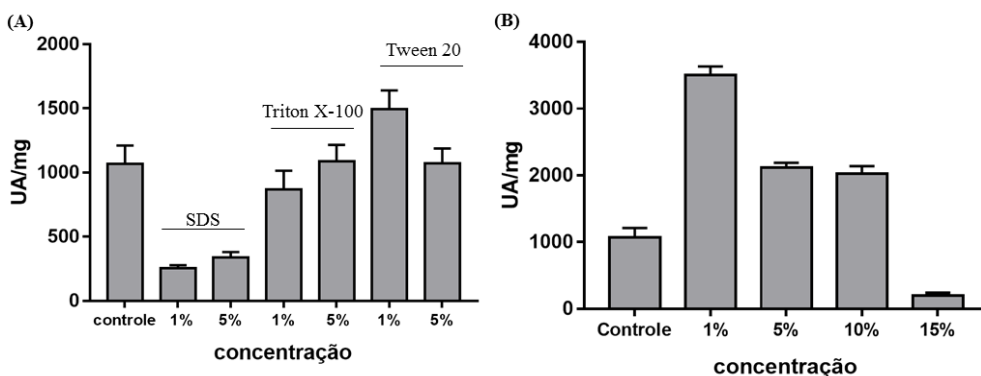 (A)
2000
1500
1000
500
0
UA/mg
SDS
Triton X-100
Tween 20
controle 1% 5% 1% 5% 1% 5%
concentração
(B)
4000
3000
2000
1000
0
UA/mg
Controle 1% 5% 10% 15%
concentração